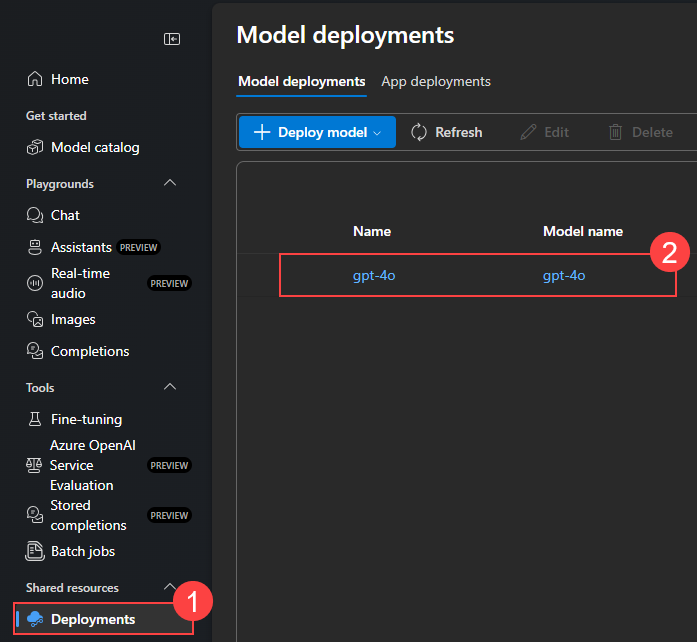 Home
Get started
Model catalog
Playgrounds
Chat
Assistants PREVIEW
Real-time
audio PREVIEW
Images
Completions
Tools
Fine-tuning
Azure OpenAI
Service
Evaluation PREVIEW
Stored
completions PREVIEW
Batch jobs
Shared resources
1
Deployments
Model deployments
Model deployments App deployments
Deploy model Refresh Edit Delete
Name Model name
2
gpt-4o gpt-4o